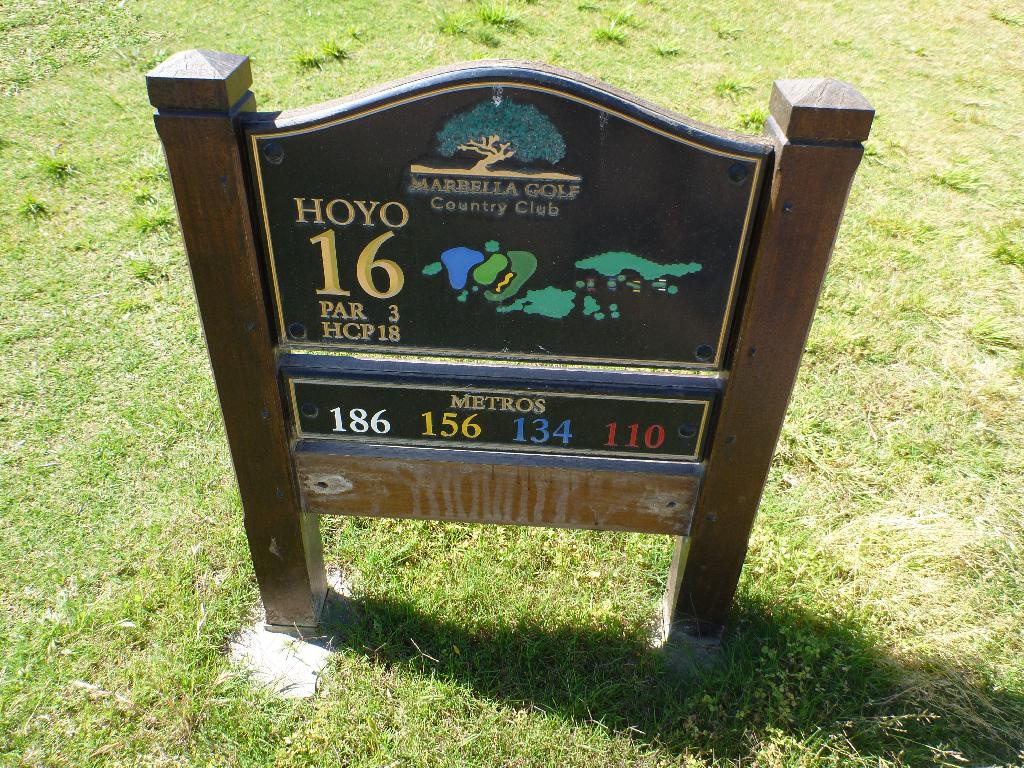 MARBELLA GOLF
Country Club
HOYO
16
PAR 3
HCP 18
METROS
186 156 134 110